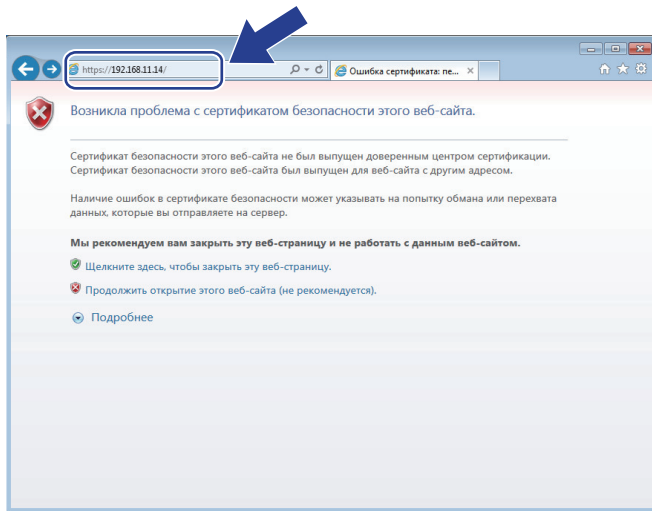 https://192.168.11.14/
Ошибка сертификата: пе...
Возникла проблема с сертификатом безопасности этого веб-сайта.
Сертификат безопасности этого веб-сайта не был выпущен доверенным центром сертификации.
Сертификат безопасности этого веб-сайта был выпущен для веб-сайта с другим адресом.
Наличие ошибок в сертификате безопасности может указывать на попытку обмана или перехвата
данных, которые вы отправляете на сервер.
Мы рекомендуем вам закрыть эту веб-страницу и не работать с данным веб-сайтом.
Щелкните здесь, чтобы закрыть эту веб-страницу.
Продолжить открытие этого веб-сайта (не рекомендуется).
Подробнее